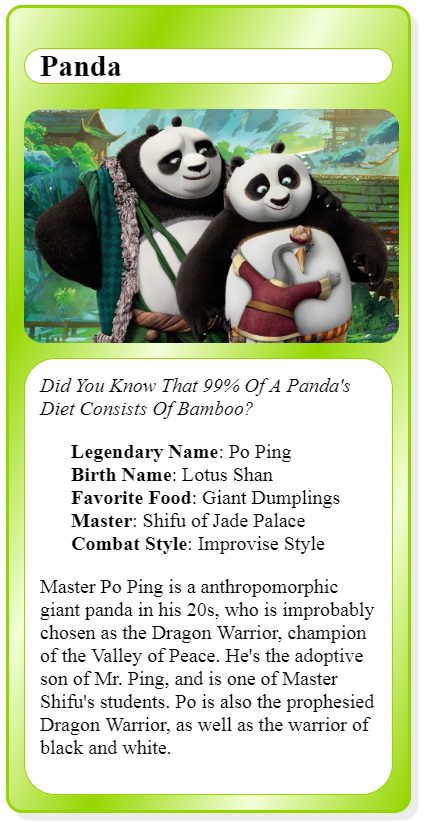 Panda
Did You Know That 99% Of A Panda's
Diet Consists Of Bamboo?
Legendary Name: Po Ping
Birth Name: Lotus Shan
Favorite Food: Giant Dumplings
Master: Shifu of Jade Palace
Combat Style: Improvise Style
Master Po Ping is a anthropomorphic
giant panda in his 20s, who is improbably
chosen as the Dragon Warrior, champion
of the Valley of Peace. He's the adoptive
son of Mr. Ping, and is one of Master
Shifu's students. Po is also the prophesied
Dragon Warrior, as well as the warrior of
black and white.